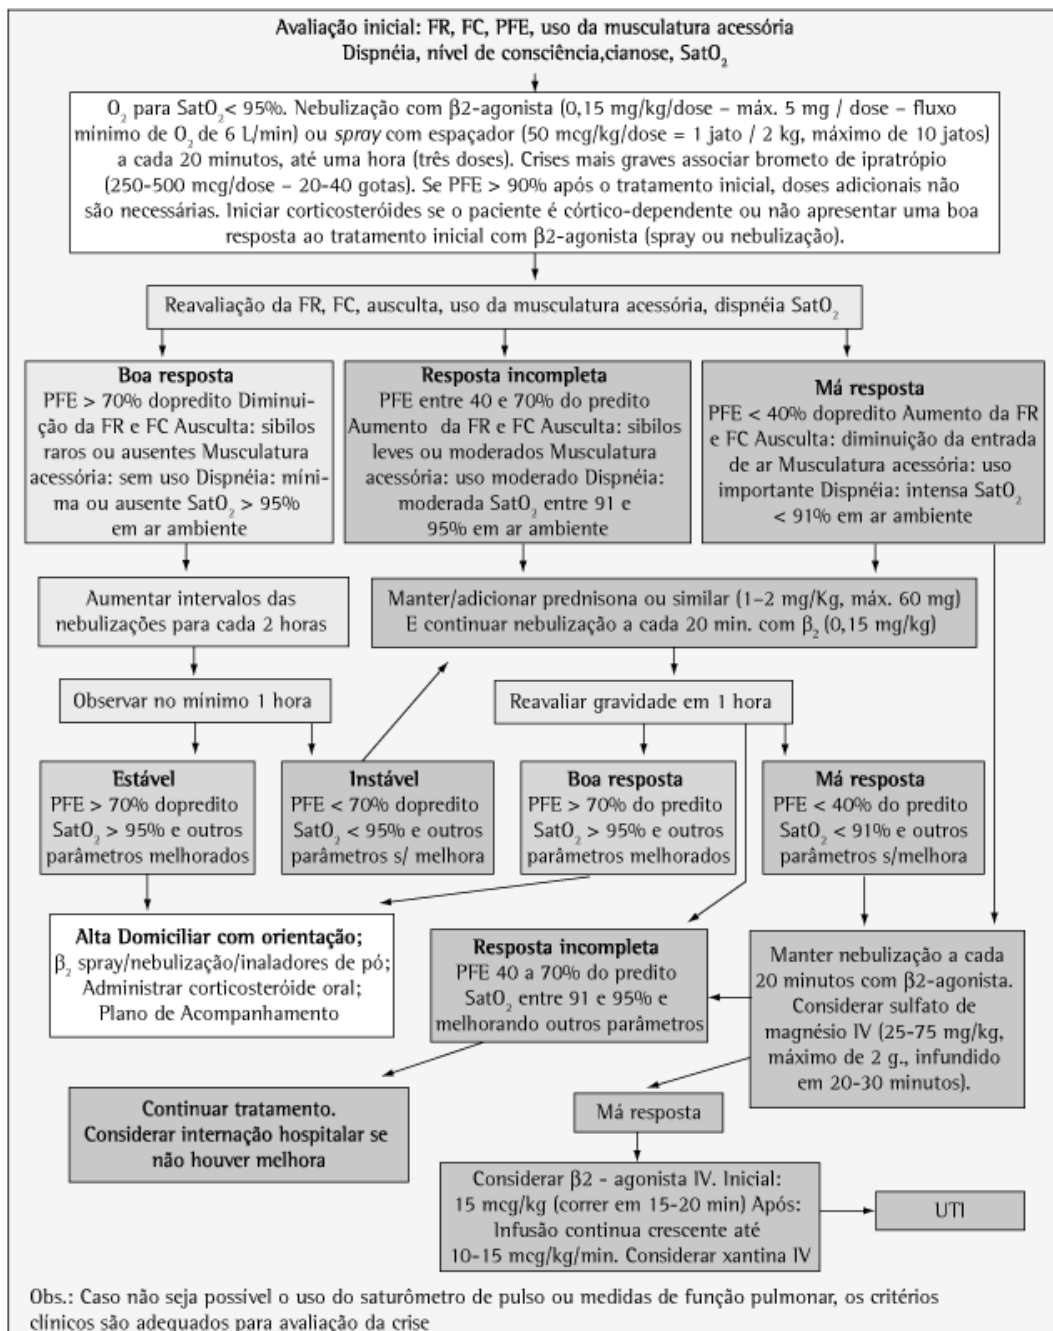 Avaliação inicial: FR, FC, PFE, uso da musculatura acessória
Dispnéia, nível de consciência,cianose, SatO₂
O₂ para SatO₂< 95%. Nebulização com β2-agonista (0,15 mg/kg/dose – máx. 5 mg / dose – fluxo
mínimo de O₂ de 6 L/min) ou spray com espaçador (50 mcg/kg/dose = 1 jato / 2 kg, máximo de 10 jatos)
a cada 20 minutos, até uma hora (três doses). Crises mais graves associar brometo de ipratrópio
(250-500 mcg/dose – 20-40 gotas). Se PFE > 90% após o tratamento inicial, doses adicionais não
são necessárias. Iniciar corticosteróides se o paciente é córtico-dependente ou não apresentar uma boa
resposta ao tratamento inicial com β2-agonista (spray ou nebulização).
Reavaliação da FR, FC, ausculta, uso da musculatura acessória, dispnéia SatO₂
Boa resposta
PFE > 70% dopredito Diminui-
ção da FR e FC Ausculta: sibilos
raros ou ausentes Musculatura
acessória: sem uso Dispnéia: míni-
ma ou ausente SatO₂ > 95%
em ar ambiente
Resposta incompleta
PFE entre 40 e 70% do predito
Aumento da FR e FC Ausculta: sibilos
leves ou moderados Musculatura
acessória: uso moderado Dispnéia:
moderada SatO₂ entre 91 e
95% em ar ambiente
Má resposta
PFE < 40% dopredito Aumento da FR
e FC Ausculta: diminuição da entrada
de ar Musculatura acessória: uso
importante Dispnéia: intensa SatO₂
< 91% em ar ambiente
Aumentar intervalos das
nebulizações para cada 2 horas
Manter/adicionar prednisona ou similar (1–2 mg/Kg, máx. 60 mg)
E continuar nebulização a cada 20 min. com β₂ (0,15 mg/kg)
Observar no mínimo 1 hora
Reavaliar gravidade em 1 hora
Estável
PFE > 70% dopredito
SatO₂ > 95% e outros
parâmetros melhorados
Instável
PFE < 70% dopredito
SatO₂ < 95% e outros
parâmetros s/ melhora
Boa resposta
PFE > 70% do predito
SatO₂ > 95% e outros
parâmetros melhorados
Má resposta
PFE < 40% do predito
SatO₂ < 91% e outros
parâmetros s/melhora
Alta Domiciliar com orientação;
β₂ spray/nebulização/inaladores de pó;
Administrar corticosteróide oral;
Plano de Acompanhamento
Resposta incompleta
PFE 40 a 70% do predito
SatO₂ entre 91 e 95% e
melhorando outros parâmetros
Manter nebulização a cada
20 minutos com β2-agonista.
Considerar sulfato de
magnésio IV (25-75 mg/kg,
máximo de 2 g., infundido
em 20-30 minutos).
Continuar tratamento.
Considerar internação hospitalar se
não houver melhora
Má resposta
Considerar β2 - agonista IV. Inicial:
15 mcg/kg (correr em 15-20 min) Após:
Infusão continua crescente até
10-15 mcg/kg/min. Considerar xantina IV
UTI
Obs.: Caso não seja possível o uso do saturômetro de pulso ou medidas de função pulmonar, os critérios
clínicos são adequados para avaliação da crise